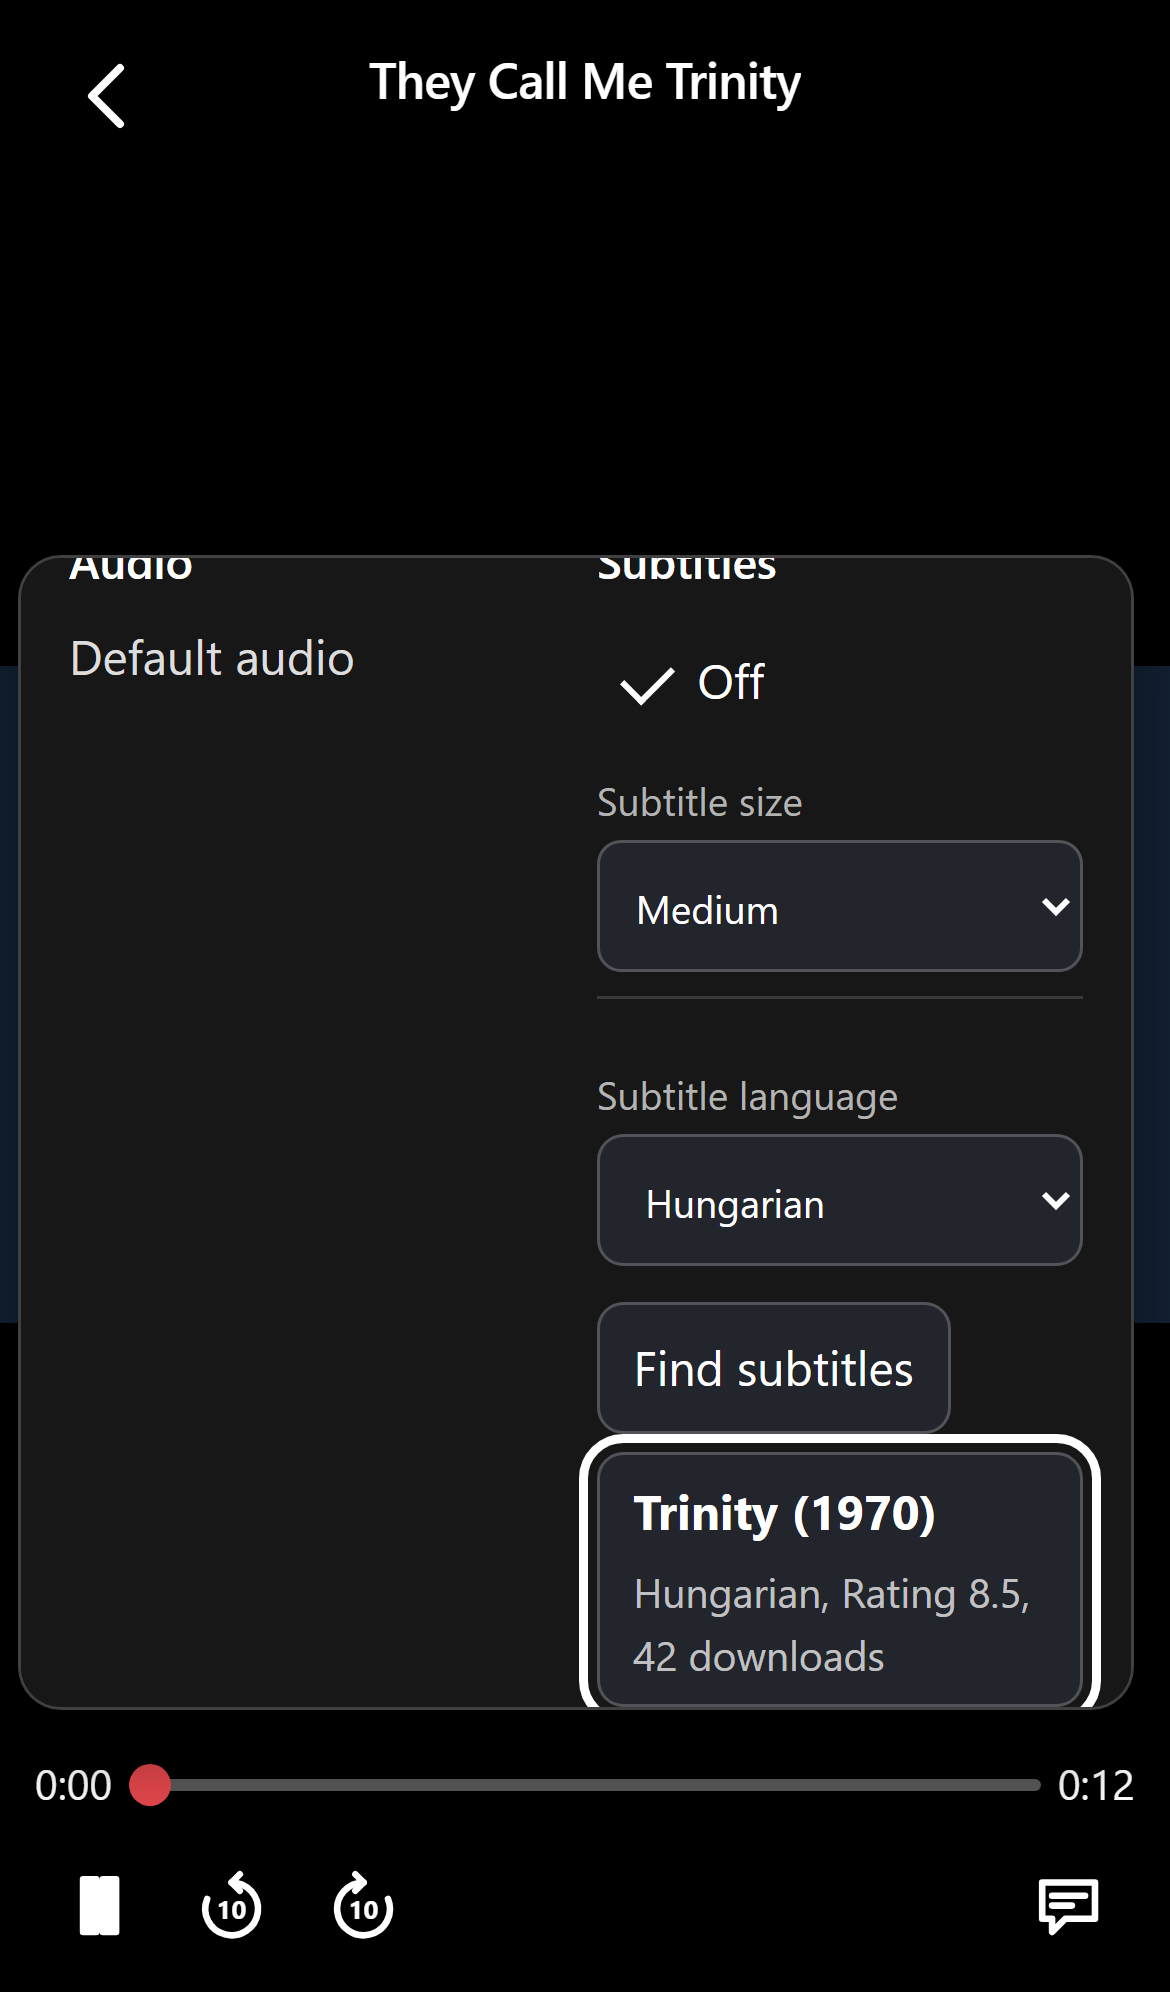 They Call Me Trinity
Audio
Subtitles
Default audio
Off
Subtitle size
Medium
Subtitle language
Hungarian
Find subtitles
Trinity (1970)
Hungarian, Rating 8.5,
42 downloads
0:00
0:12
10
10